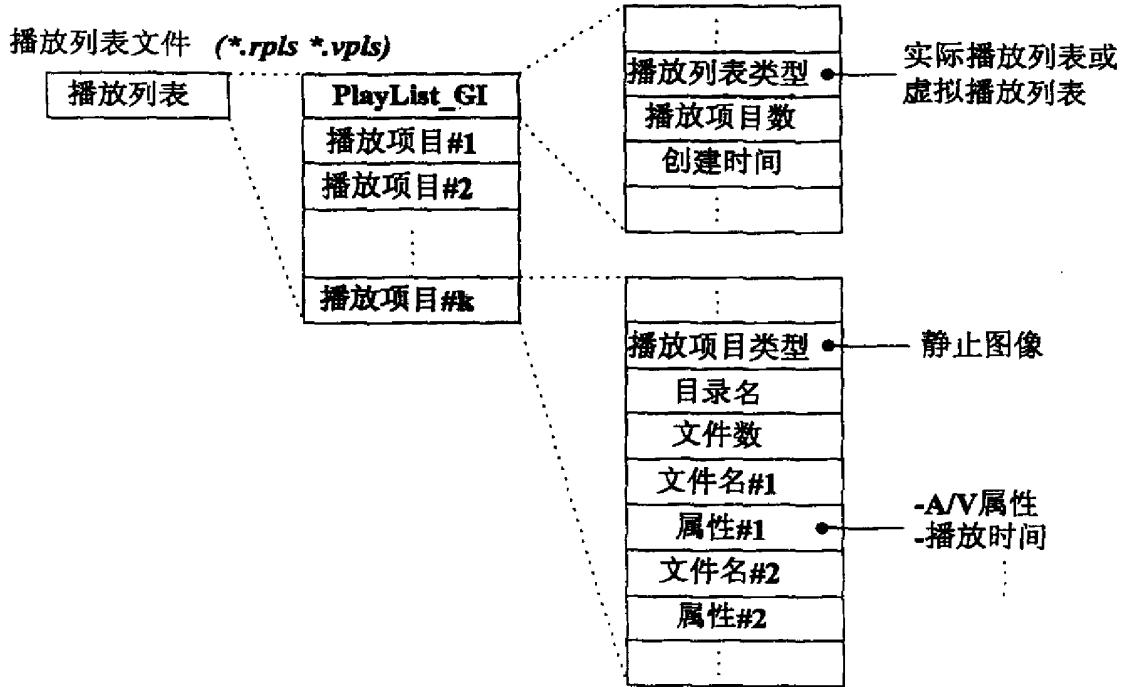 播放列表文件 (*.rpls *.vpls)
播放列表
PlayList_GI
播放项目#1
播放项目#2
播放项目#k
播放列表类型
播放项目数
创建时间
实际播放列表或
虚拟播放列表
播放项目类型
目录名
文件数
文件名#1
属性#1
文件名#2
属性#2
静止图像
-A/V属性
-播放时间